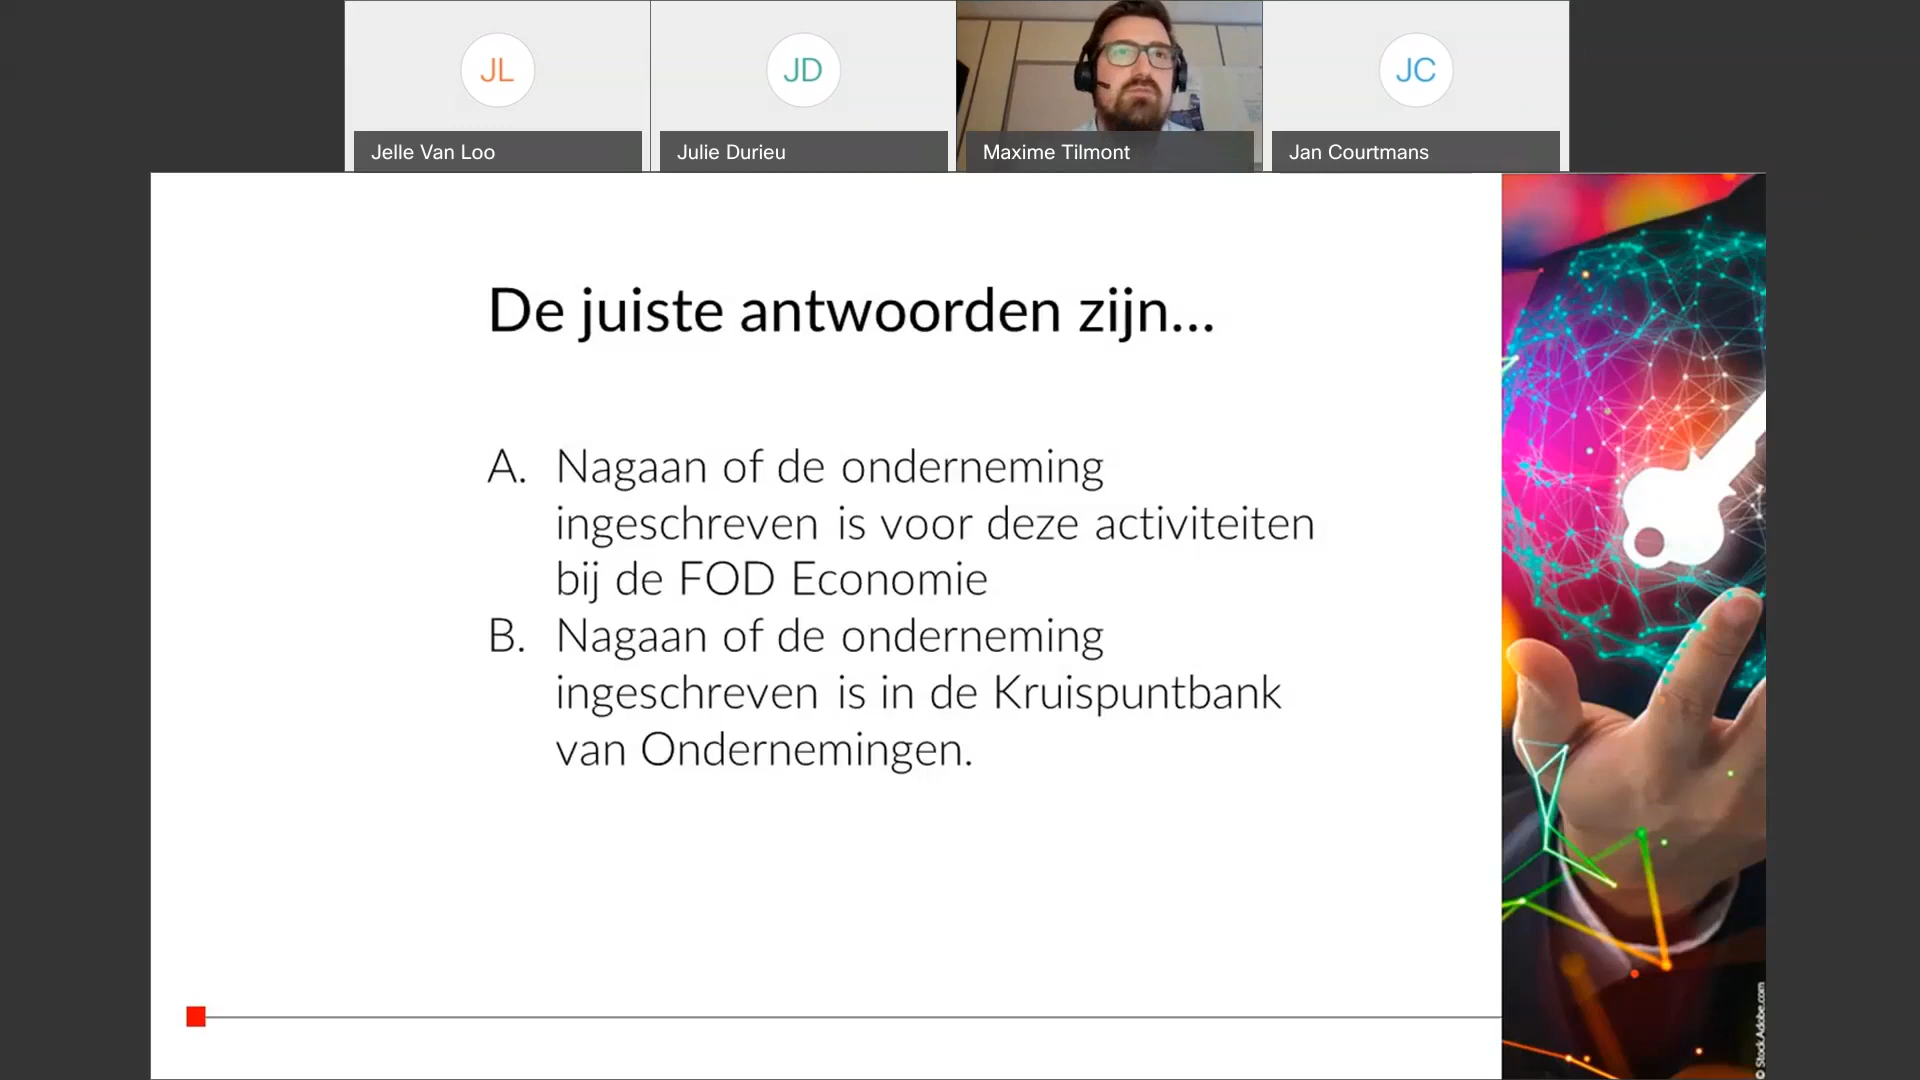 JL
JD
JC
Jelle Van Loo
Julie Durieu
Maxime Tilmont
Jan Courtmans
De juiste antwoorden zijn...
A. Nagaan of de onderneming
ingeschreven is voor deze activiteiten
bij de FOD Economie
B. Nagaan of de onderneming
ingeschreven is in de Kruispuntbank
van Ondernemingen.
© Stock.Adobe.com